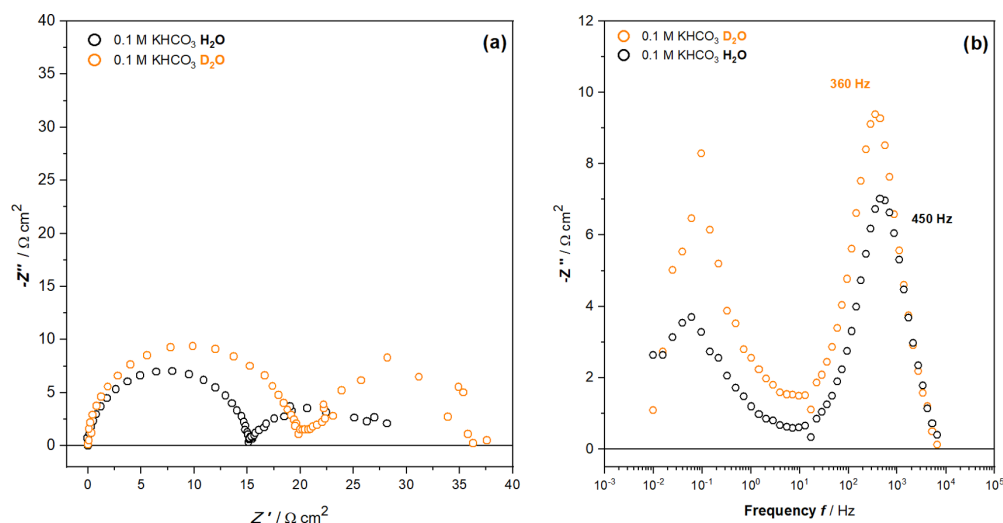 (a)
0.1 M KHCO₃ H₂O
0.1 M KHCO₃ D₂O
-Z'' / Ω cm²
40
35
30
25
20
15
10
5
0
0 5 10 15 20 25 30 35 40
Z' / Ω cm²
(b)
0.1 M KHCO₃ D₂O
0.1 M KHCO₃ H₂O
360 Hz
450 Hz
-Z'' / Ω cm²
12
10
8
6
4
2
0
10⁻³ 10⁻² 10⁻¹ 10⁰ 10¹ 10² 10³ 10⁴ 10⁵
Frequency f / Hz